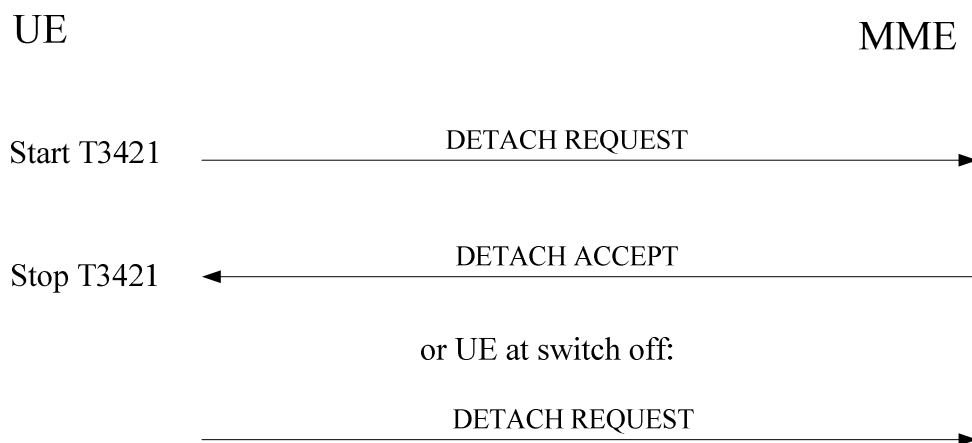 UE
MME
Start T3421
DETACH REQUEST
Stop T3421
DETACH ACCEPT
or UE at switch off:
DETACH REQUEST